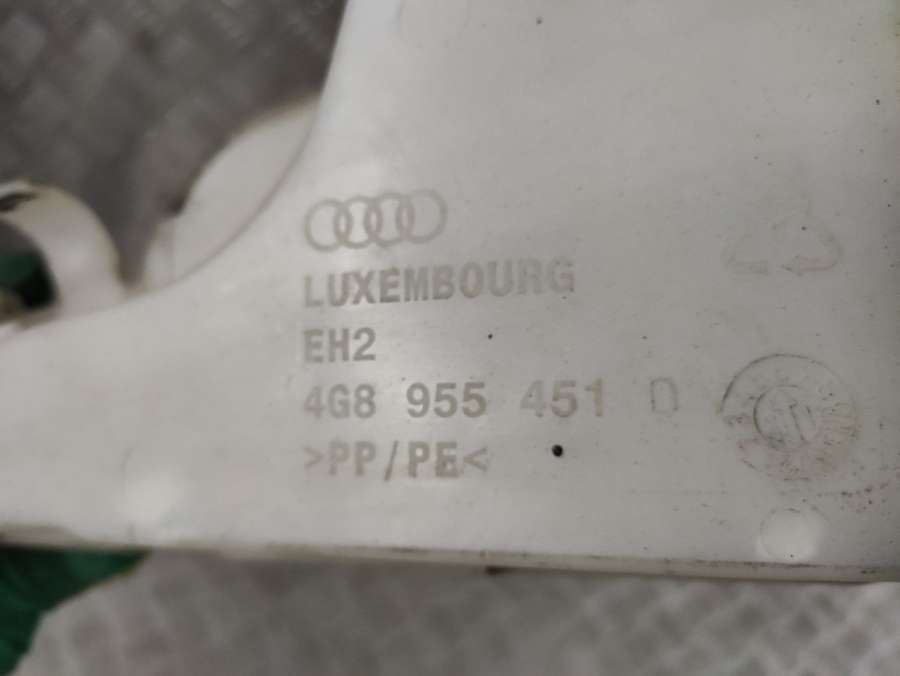 LUXEMBOURG
EH2
4G8 955 451 D
>PP/PE<